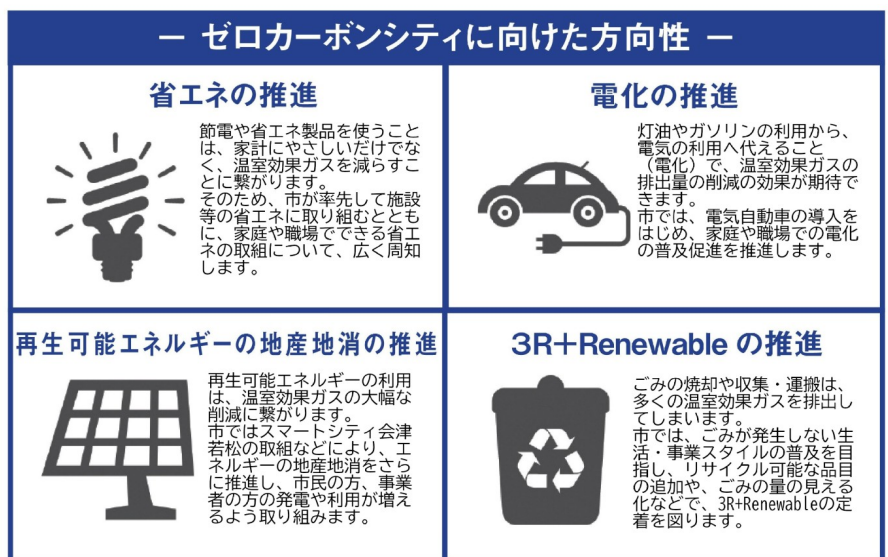 ― ゼロカーボンシティに向けた方向性 ―
省エネの推進
節電や省エネ製品を使うこと
は、家計にやさしいだけでな
く、温室効果ガスを減らすこ
とに繋がります。
そのため、市が率先して施設
等の省エネに取り組むととも
に、家庭や職場でできる省エ
ネの取組について、広く周知
します。
電化の推進
灯油やガソリンの利用から、
電気の利用へ代えること
（電化）で、温室効果ガスの
排出量の削減の効果が期待で
きます。
市では、電気自動車の導入を
はじめ、家庭や職場での電化
の普及促進を推進します。
再生可能エネルギーの地産地消の推進
再生可能エネルギーの利用
は、温室効果ガスの大幅な
削減に繋がります。
市ではスマートシティ会津
若松の取組などにより、エ
ネルギーの地産地消をさら
に推進し、市民の方、事業
者の方の発電や利用が増え
るよう取り組みます。
3R+Renewable の推進
ごみの焼却や収集・運搬は、
多くの温室効果ガスを排出し
てしまいます。
市では、ごみが発生しない生
活・事業スタイルの普及を目
指し、リサイクル可能な品目
の追加や、ごみの量の見える
化などで、3R+Renewableの定
着を図ります。